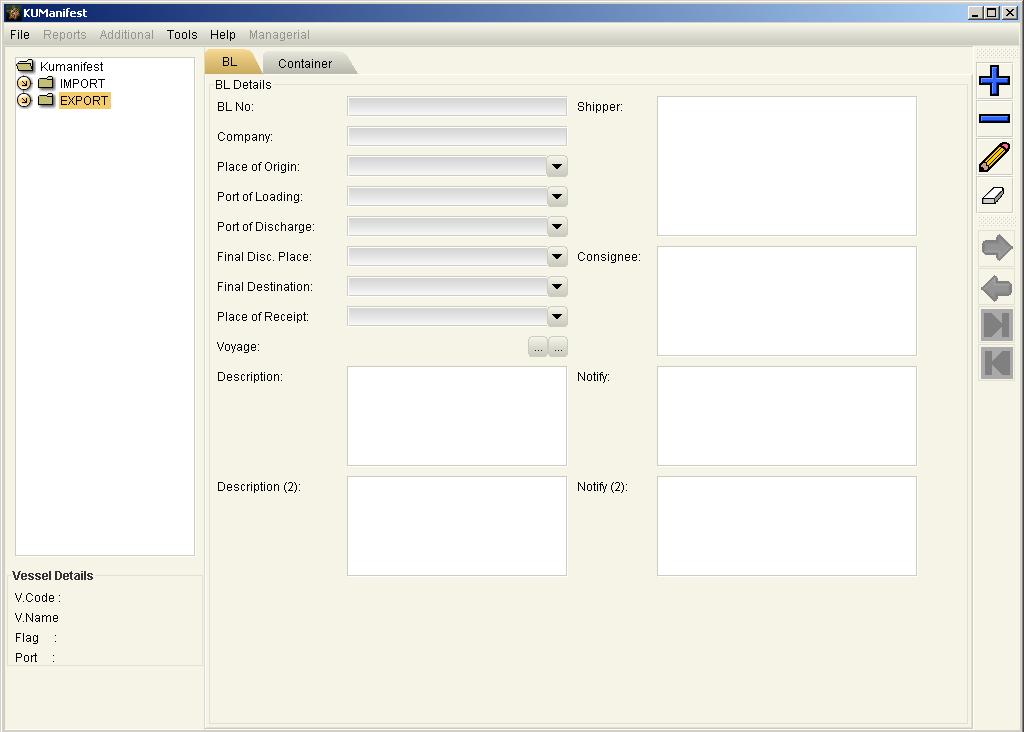 KUManifest
File Reports Additional Tools Help Managerial
Kumanifest
IMPORT
EXPORT
BL Container
BL Details
BL No:
Company:
Place of Origin:
Port of Loading:
Port of Discharge:
Final Disc. Place:
Final Destination:
Place of Receipt:
Voyage:
... ...
Description:
Description (2):
Shipper:
Consignee:
Notify:
Notify (2):
Vessel Details
V.Code :
V.Name
Flag :
Port :